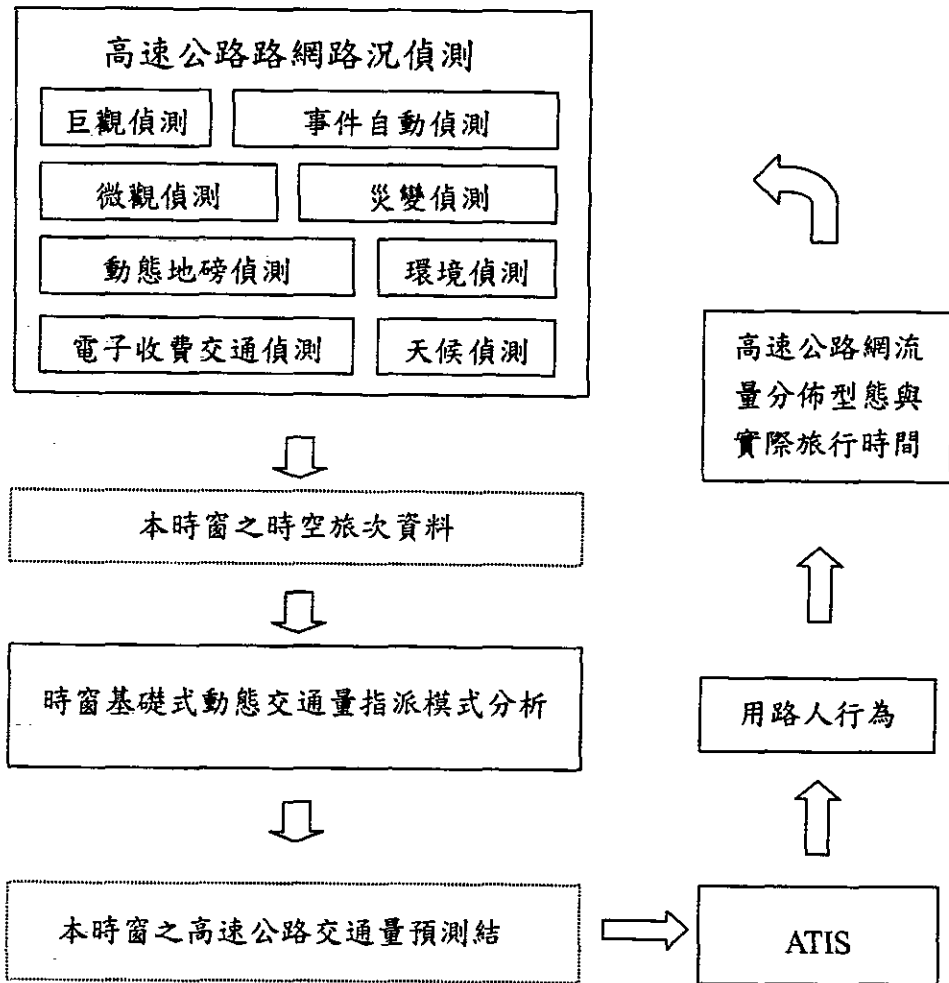 高速公路路網路況偵測
巨觀偵測
事件自動偵測
微觀偵測
災變偵測
動態地磅偵測
環境偵測
電子收費交通偵測
天候偵測
本時窗之時空旅次資料
時窗基礎式動態交通量指派模式分析
本時窗之高速公路交通量預測結
ATIS
用路人行為
高速公路網流
量分佈型態與
實際旅行時間